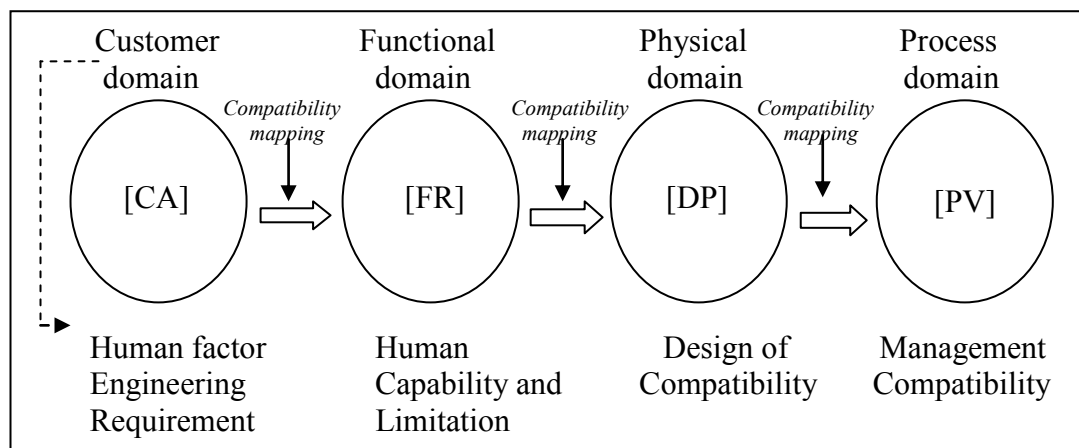 Customer
domain
Functional
domain
Physical
domain
Process
domain
Compatibility
mapping
Compatibility
mapping
Compatibility
mapping
[CA]
[FR]
[DP]
[PV]
Human factor
Engineering
Requirement
Human
Capability and
Limitation
Design of
Compatibility
Management
Compatibility